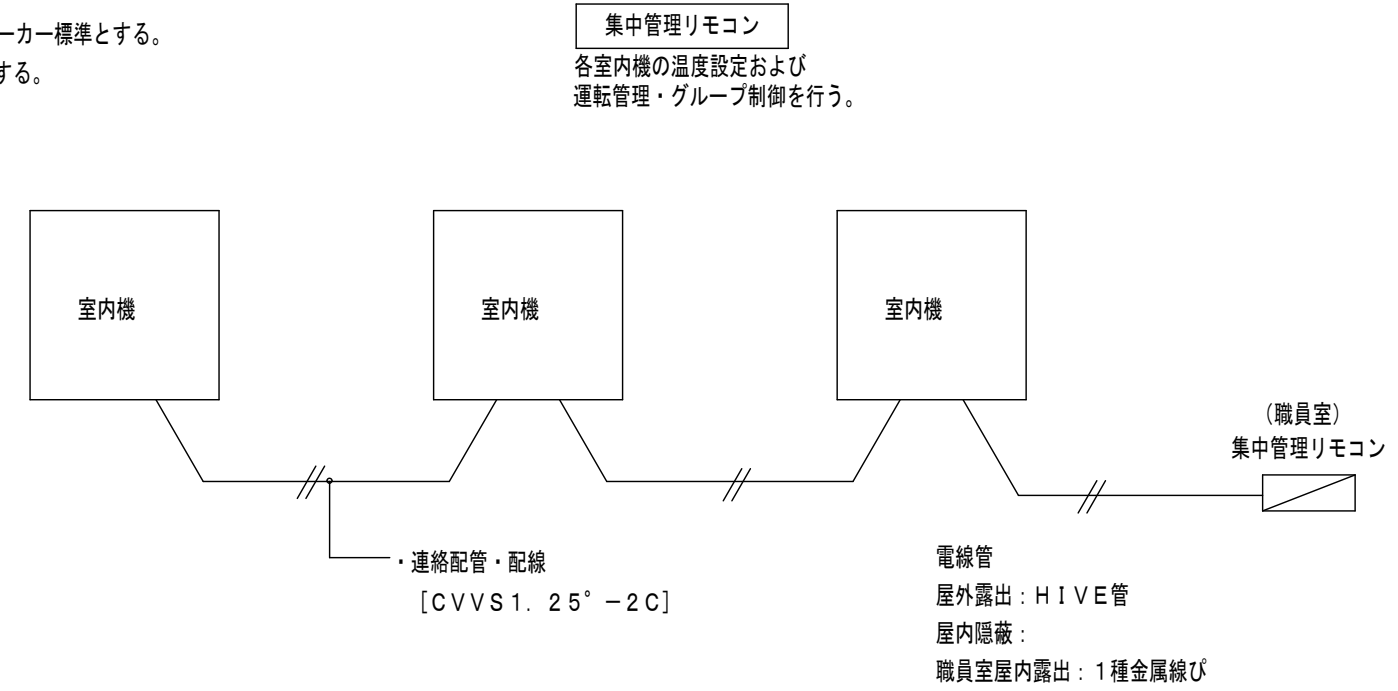 ーカー標準とする。
する。
集中管理リモコン
各室内機の温度設定および
運転管理・グループ制御を行う。
室内機
室内機
室内機
(職員室)
集中管理リモコン
・連絡配管・配線
[CVVS1.25°-2C]
電線管
屋外露出:HIVE管
屋内隠蔽:
職員室屋内露出:1種金属線ぴ